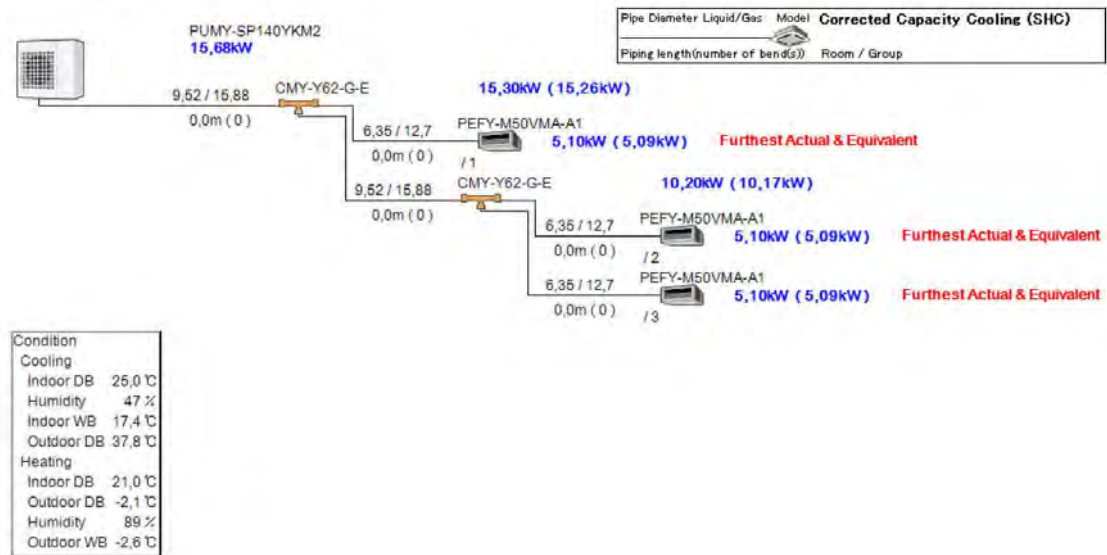 Pipe Diameter Liquid/Gas Model Corrected Capacity Cooling (SHC)
Piping length(number of bend(s)) Room / Group
PUMY-SP140YKM2
15,68kW
9,52 / 15,88
0,0m ( 0 )
CMY-Y62-G-E
15,30kW ( 15,26kW )
6,35 / 12,7
0,0m ( 0 )
PEFY-M50VMA-A1
/ 1
5,10kW ( 5,09kW )
Furthest Actual & Equivalent
9,52 / 15,88
0,0m ( 0 )
CMY-Y62-G-E
10,20kW ( 10,17kW )
6,35 / 12,7
0,0m ( 0 )
PEFY-M50VMA-A1
/ 2
5,10kW ( 5,09kW )
Furthest Actual & Equivalent
6,35 / 12,7
0,0m ( 0 )
PEFY-M50VMA-A1
/ 3
5,10kW ( 5,09kW )
Furthest Actual & Equivalent
Condition
Cooling
Indoor DB 25,0 ℃
Humidity 47 %
Indoor WB 17,4 ℃
Outdoor DB 37,8 ℃
Heating
Indoor DB 21,0 ℃
Outdoor DB -2,1 ℃
Humidity 89 %
Outdoor WB -2,6 ℃